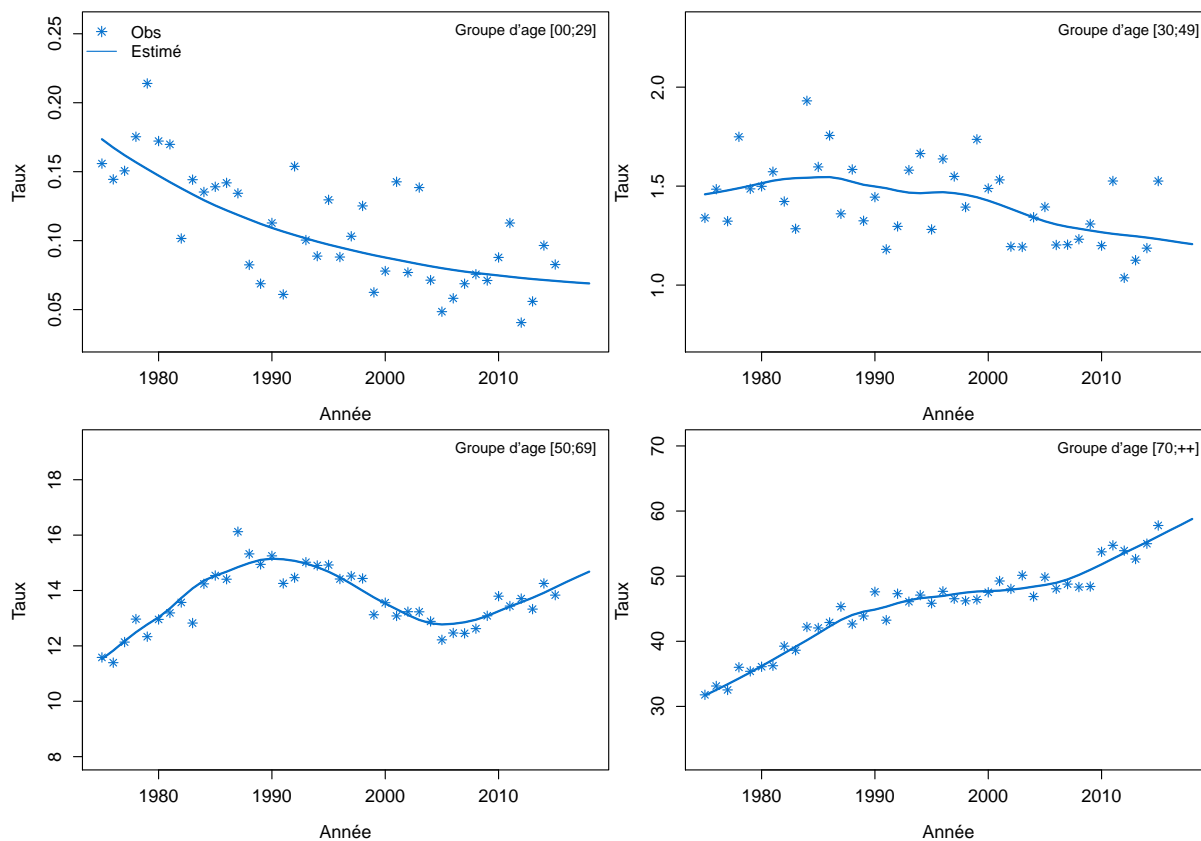 Groupe d'age [00;29]
Obs
Estimé
0.25
0.20
0.15
0.10
0.05
Taux
1980
1990
2000
2010
Année
Groupe d'age [30;49]
2.0
1.5
1.0
Taux
1980
1990
2000
2010
Année
Groupe d'age [50;69]
18
16
14
12
10
8
Taux
1980
1990
2000
2010
Année
Groupe d'age [70;++]
70
60
50
40
30
Taux
1980
1990
2000
2010
Année